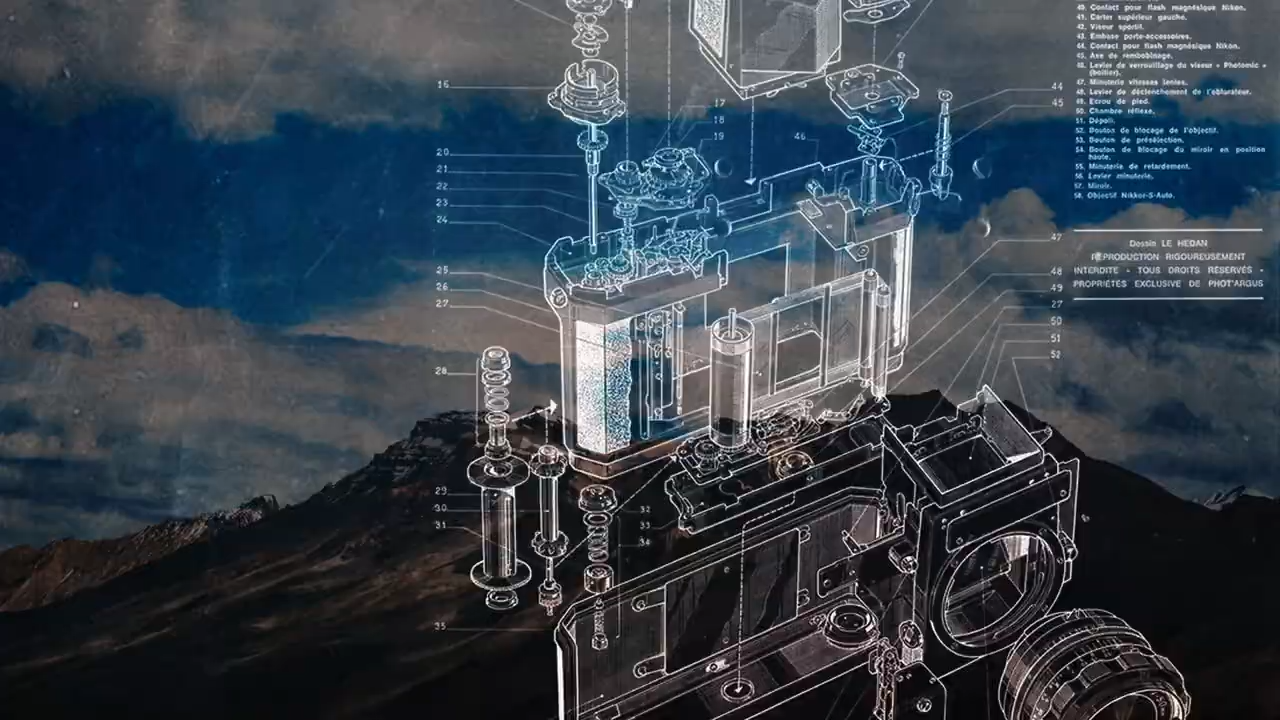 40. Contact pour flash magnésique Nikon.
41. Carter supérieur gauche.
42. Viseur sportif.
43. Embase porte-accessoires.
44. Contact pour flash magnésique Nikon.
45. Axe de rembobinage.
46. Levier de verrouillage du viseur « Photomic »
(boîtier).
47. Minuterie vitesses lentes.
48. Levier de déclenchement de l'obturateur.
49. Ecrou de pied.
50. Chambre réflexe.
51. Dépoli.
52. Bouton de blocage de l'objectif.
53. Bouton de présélection.
54. Bouton de blocage du miroir en position
haute.
55. Minuterie de retardement.
56. Levier minuterie.
57. Miroir.
58. Objectif Nikkor-S-Auto.
Dessin LE HEDAN
REPRODUCTION RIGOUREUSEMENT
INTERDITE - TOUS DROITS RÉSERVÉS -
PROPRIÉTÉS EXCLUSIVE DE PHOT'ARGUS
16
17
18
19
20
21
22
23
24
25
26
27
28
29
30
31
32
33
34
35
44
45
46
47
48
49
27
50
51
52